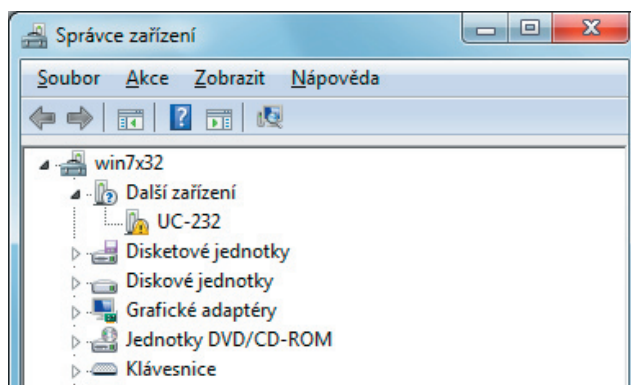 Správce zařízení
Soubor Akce Zobrazit Nápověda
win7x32
Další zařízení
UC-232
Disketové jednotky
Diskové jednotky
Grafické adaptéry
Jednotky DVD/CD-ROM
Klávesnice